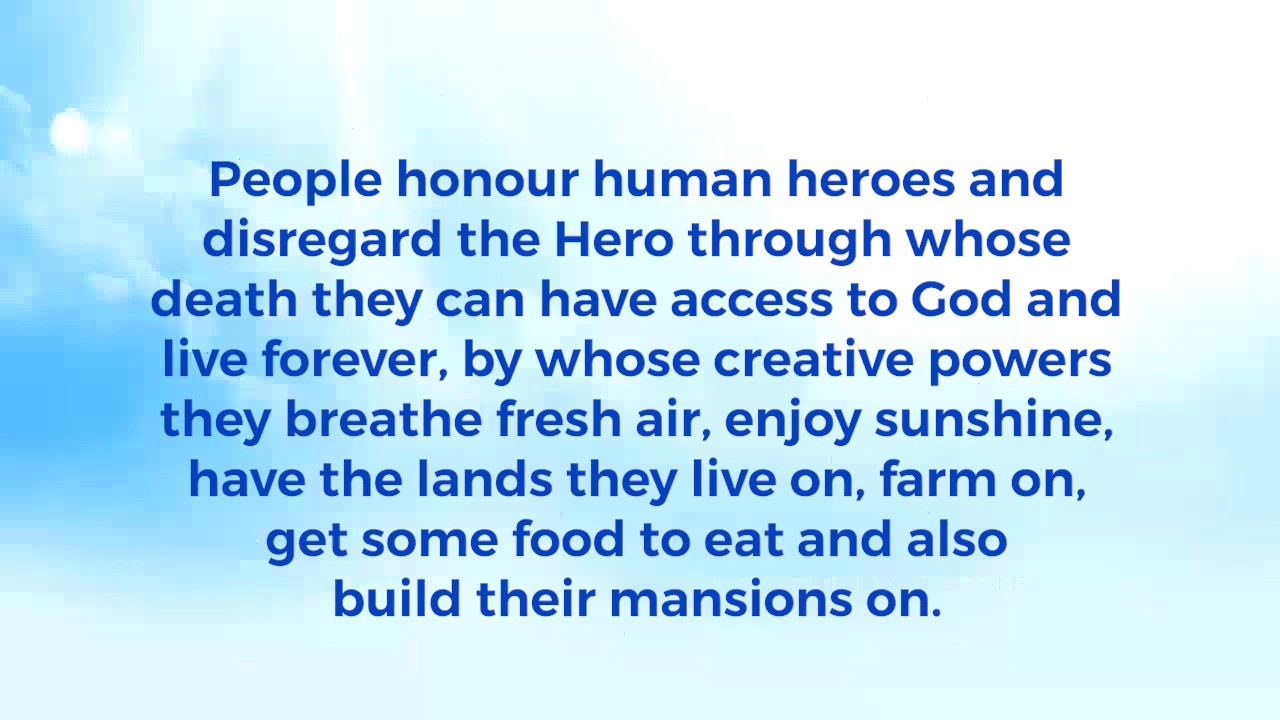 People honour human heroes and
disregard the Hero through whose
death they can have access to God and
live forever, by whose creative powers
they breathe fresh air, enjoy sunshine,
have the lands they live on, farm on,
get some food to eat and also
build their mansions on.